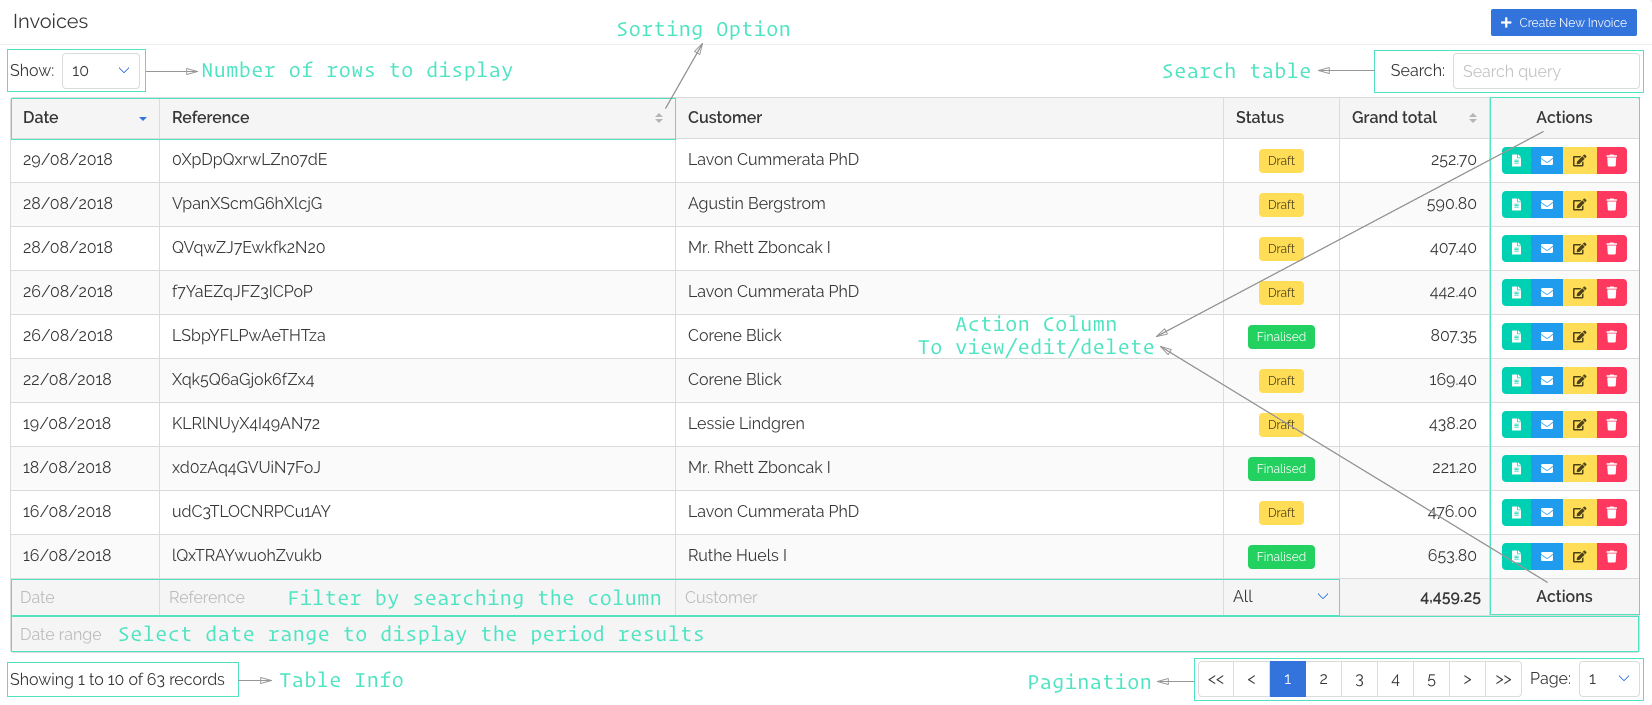 Invoices
Sorting Option
Create New Invoice
Show: 10
Number of rows to display
Search table
Search: Search query
Date Reference Customer Status Grand total Actions
29/08/2018 0XpDpQxrwLZn07dE Lavon Cummerata PhD Draft 252.70
28/08/2018 VpanXScmG6hXlcjG Agustin Bergstrom Draft 590.80
28/08/2018 QVqwZJ7Ewkfk2N20 Mr. Rhett Zboncak I Draft 407.40
26/08/2018 f7YaEZqJFZ3ICPoP Lavon Cummerata PhD Draft 442.40
Action Column
26/08/2018 LSbpYFLPwAeTHTza Corene Blick Finalised 807.35
To view/edit/delete
22/08/2018 Xqk5Q6aGjok6fZx4 Corene Blick Draft 169.40
19/08/2018 KLRlNUyX4I49AN72 Lessie Lindgren Draft 438.20
18/08/2018 xd0zAq4GVUiN7FoJ Mr. Rhett Zboncak I Finalised 221.20
16/08/2018 udC3TLOCNRPCu1AY Lavon Cummerata PhD Draft 476.00
16/08/2018 lQxTRAYwuohZvukb Ruthe Huels I Finalised 653.80
Date Reference Filter by searching the column Customer All 4,459.25 Actions
Date range Select date range to display the period results
Showing 1 to 10 of 63 records
Table Info
Pagination
<< < 1 2 3 4 5 > >> Page: 1